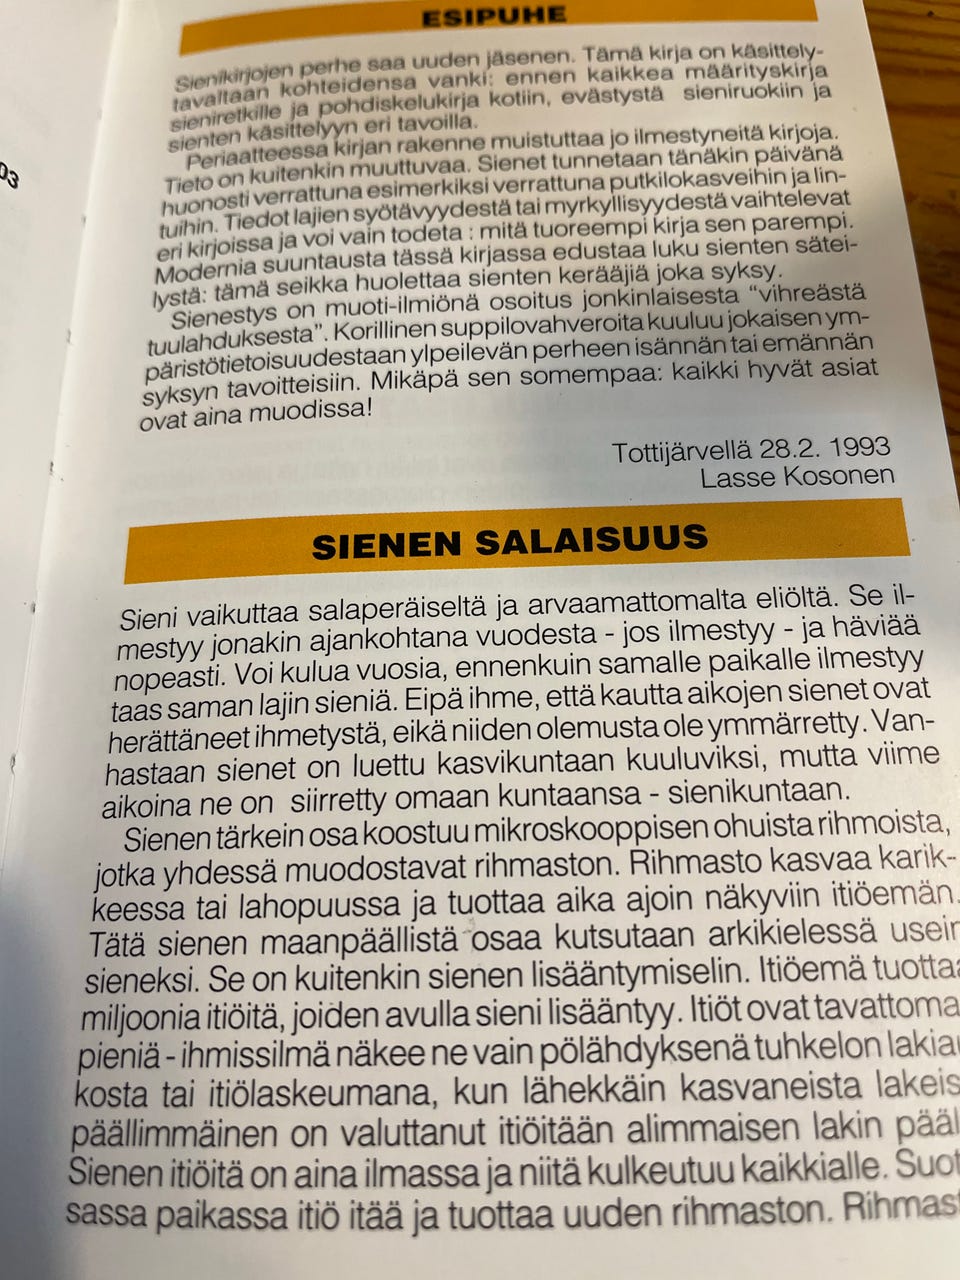 03
ESIPUHE
Sienikirjojen perhe saa uuden jäsenen. Tämä kirja on käsittely-
tavaltaan kohteidensa vanki: ennen kaikkea määrityskirja
sieniretkille ja pohdiskelukirja kotiin, evästystä sieniruokiin ja
sienten käsittelyyn eri tavoilla.
Periaatteessa kirjan rakenne muistuttaa jo ilmestyneitä kirjoja.
Tieto on kuitenkin muuttuvaa. Sienet tunnetaan tänäkin päivänä
huonosti verrattuna esimerkiksi verrattuna putkilokasveihin ja lin-
tuihin. Tiedot lajien syötävyydestä tai myrkyllisyydestä vaihtelevat
eri kirjoissa ja voi vain todeta : mitä tuoreempi kirja sen parempi.
Modernia suuntausta tässä kirjassa edustaa luku sienten sätei-
lystä: tämä seikka huolettaa sienten kerääjiä joka syksy.
Sienestys on muoti-ilmiönä osoitus jonkinlaisesta “vihreästä
tuulahduksesta”. Korillinen suppilovahveroita kuuluu jokaisen ym-
päristötietoisuudestaan ylpeilevän perheen isännän tai emännän
syksyn tavoitteisiin. Mikäpä sen somempaa: kaikki hyvät asiat
ovat aina muodissa!
Tottijärvellä 28.2. 1993
Lasse Kosonen
SIENEN SALAISUUS
Sieni vaikuttaa salaperäiseltä ja arvaamattomalta eliöltä. Se il-
mestyy jonakin ajankohtana vuodesta - jos ilmestyy - ja häviää
nopeasti. Voi kulua vuosia, ennenkuin samalle paikalle ilmestyy
taas saman lajin sieniä. Eipä ihme, että kautta aikojen sienet ovat
herättäneet ihmetystä, eikä niiden olemusta ole ymmärretty. Van-
hastaan sienet on luettu kasvikuntaan kuuluviksi, mutta viime
aikoina ne on siirretty omaan kuntaansa - sienikuntaan.
Sienen tärkein osa koostuu mikroskooppisen ohuista rihmoista,
jotka yhdessä muodostavat rihmaston. Rihmasto kasvaa karik-
keessa tai lahopuussa ja tuottaa aika ajoin näkyviin itiöemän.
Tätä sienen maanpäällistä osaa kutsutaan arkikielessä usein
sieneksi. Se on kuitenkin sienen lisääntymiselin. Itiöemä tuottaa
miljoonia itiöitä, joiden avulla sieni lisääntyy. Itiöt ovat tavattoma
pieniä - ihmissilmä näkee ne vain pölähdyksenä tuhkelon lakiau
kosta tai itiölaskeumana, kun lähekkäin kasvaneista lakeis
päällimmäinen on valuttanut itiöitään alimmaisen lakin pääl
Sienen itiöitä on aina ilmassa ja niitä kulkeutuu kaikkialle. Suot
sassa paikassa itiö itää ja tuottaa uuden rihmaston. Rihmast